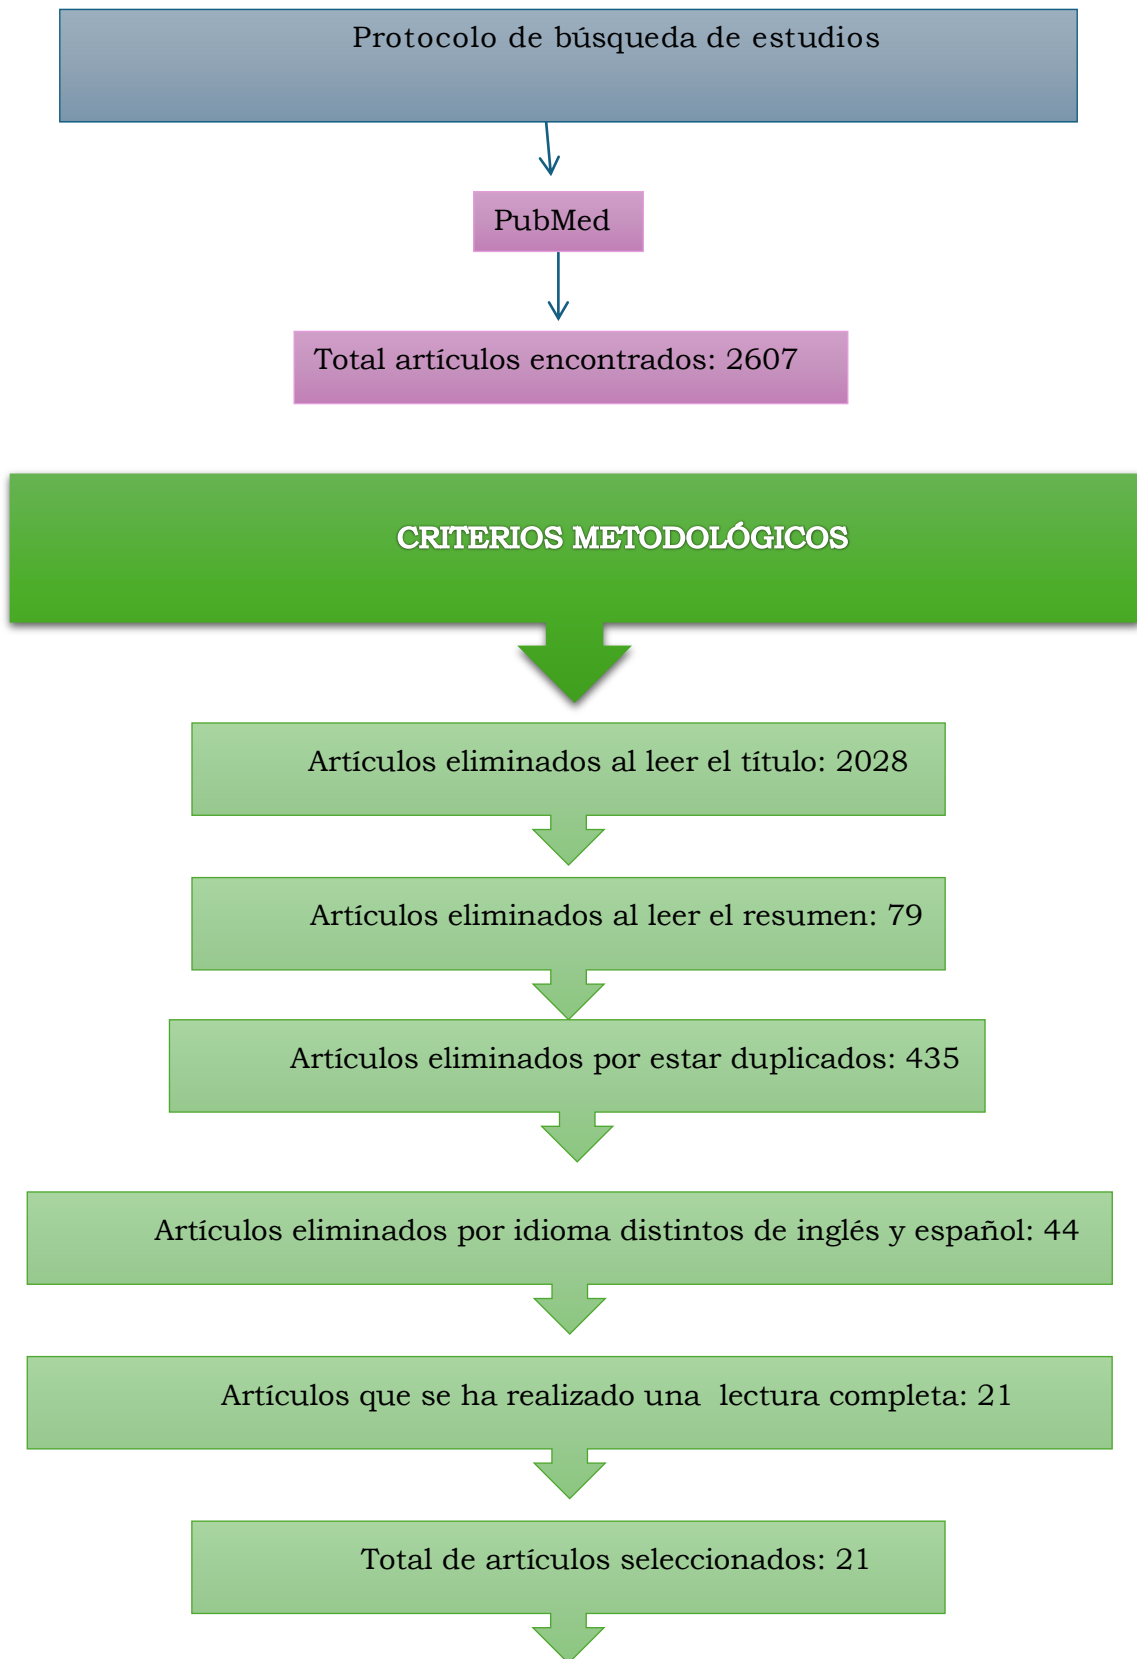 Protocolo de búsqueda de estudios
PubMed
Total artículos encontrados: 2607
CRITERIOS METODOLÓGICOS
Artículos eliminados al leer el título: 2028
Artículos eliminados al leer el resumen: 79
Artículos eliminados por estar duplicados: 435
Artículos eliminados por idioma distintos de inglés y español: 44
Artículos que se ha realizado una lectura completa: 21
Total de artículos seleccionados: 21